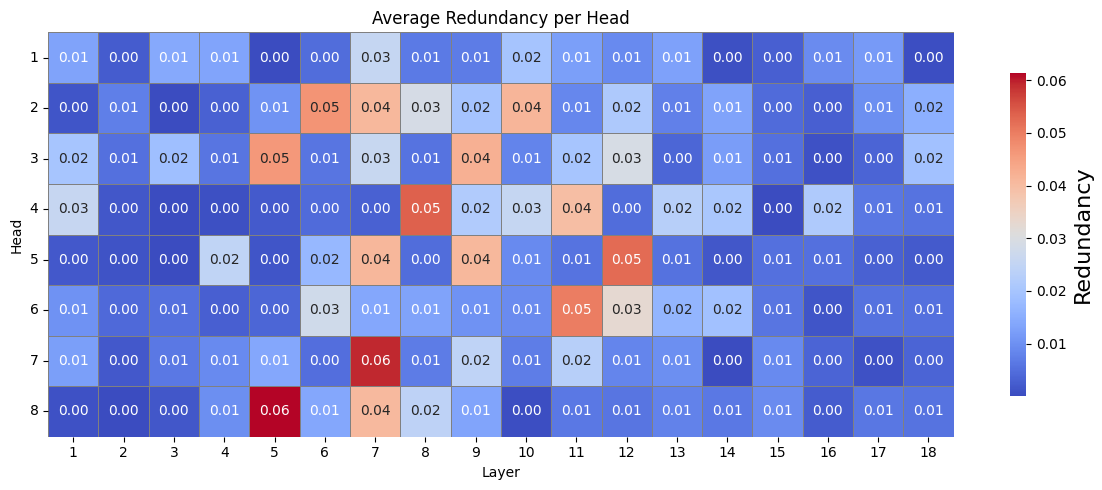 Average Redundancy per Head
1 0.01 0.00 0.01 0.01 0.00 0.00 0.03 0.01 0.01 0.02 0.01 0.01 0.01 0.00 0.00 0.01 0.01 0.00
2 0.00 0.01 0.00 0.00 0.01 0.05 0.04 0.03 0.02 0.04 0.01 0.02 0.01 0.01 0.00 0.00 0.01 0.02
3 0.02 0.01 0.02 0.01 0.05 0.01 0.03 0.01 0.04 0.01 0.02 0.03 0.00 0.01 0.01 0.00 0.00 0.02
4 0.03 0.00 0.00 0.00 0.00 0.00 0.00 0.05 0.02 0.03 0.04 0.00 0.02 0.02 0.00 0.02 0.01 0.01
5 0.00 0.00 0.00 0.02 0.00 0.02 0.04 0.00 0.04 0.01 0.01 0.05 0.01 0.00 0.01 0.01 0.00 0.00
6 0.01 0.00 0.01 0.00 0.00 0.03 0.01 0.01 0.01 0.01 0.05 0.03 0.02 0.02 0.01 0.00 0.01 0.01
7 0.01 0.00 0.01 0.01 0.01 0.00 0.06 0.01 0.02 0.01 0.02 0.01 0.01 0.00 0.01 0.00 0.00 0.00
8 0.00 0.00 0.00 0.01 0.06 0.01 0.04 0.02 0.01 0.00 0.01 0.01 0.01 0.01 0.01 0.00 0.01 0.01
1 2 3 4 5 6 7 8 9 10 11 12 13 14 15 16 17 18
Layer
Head
0.06
0.05
0.04
0.03
0.02
0.01
Redundancy